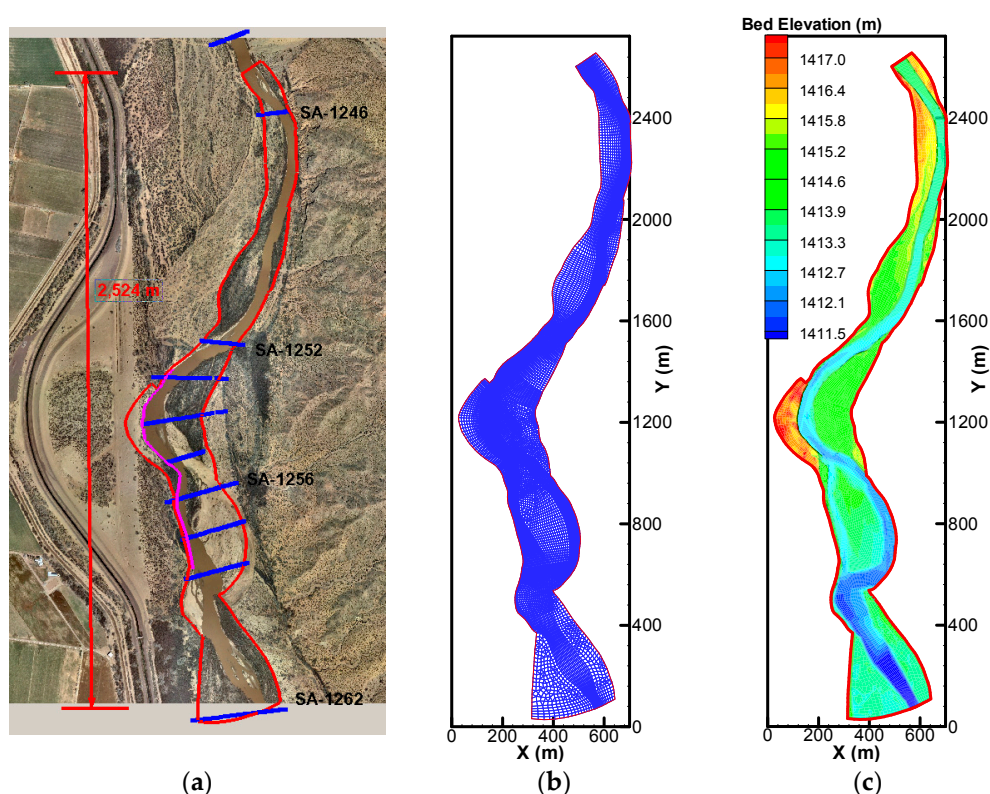 SA-1246
2,524 m
SA-1252
SA-1256
SA-1262
(a)
2400
2000
1600
1200
800
400
0
Y (m)
0 200 400 600
X (m)
(b)
Bed Elevation (m)
1417.0
1416.4
1415.8
1415.2
1414.6
1413.9
1413.3
1412.7
1412.1
1411.5
2400
2000
1600
1200
800
400
0
Y (m)
0 200 400 600
X (m)
(c)